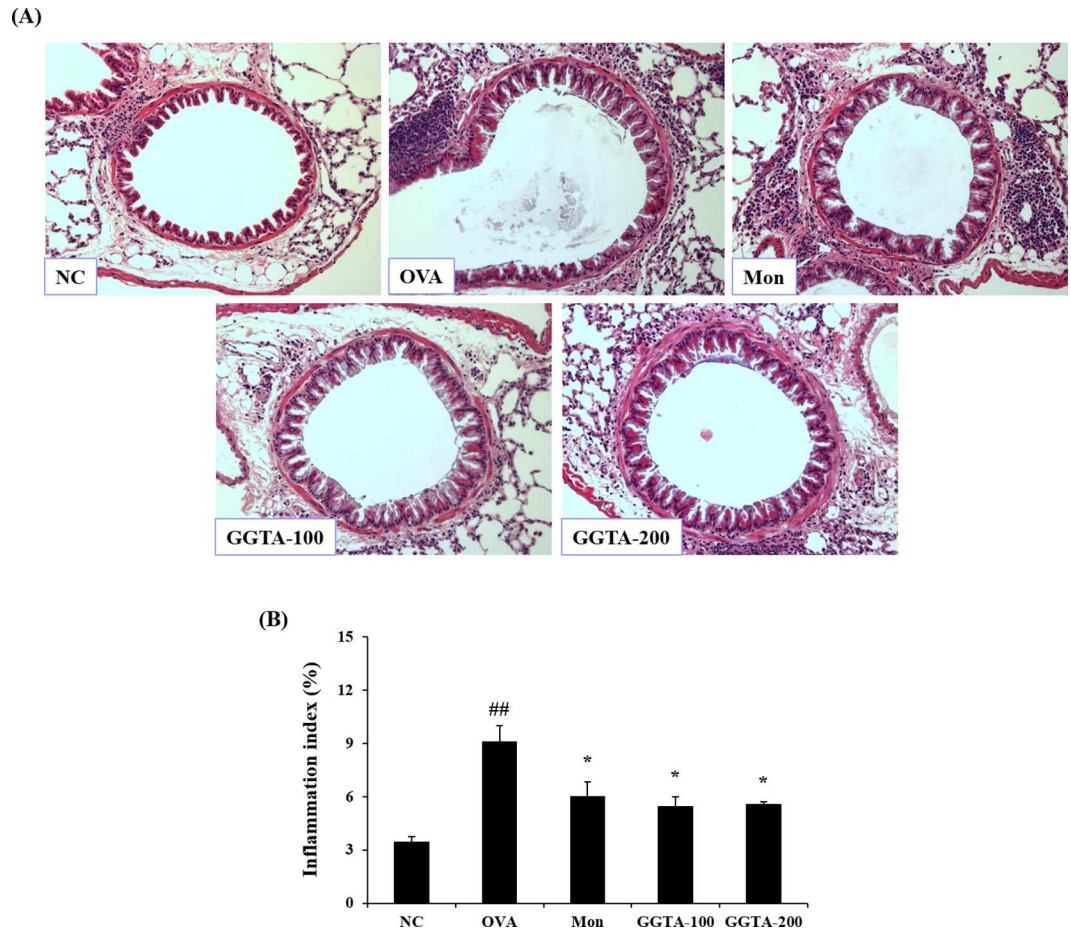 (A)
NC
OVA
Mon
GGTA-100
GGTA-200
(B)
Inflammation index (%)
15
12
9
6
3
0
##
*
*
*
NC OVA Mon GGTA-100 GGTA-200